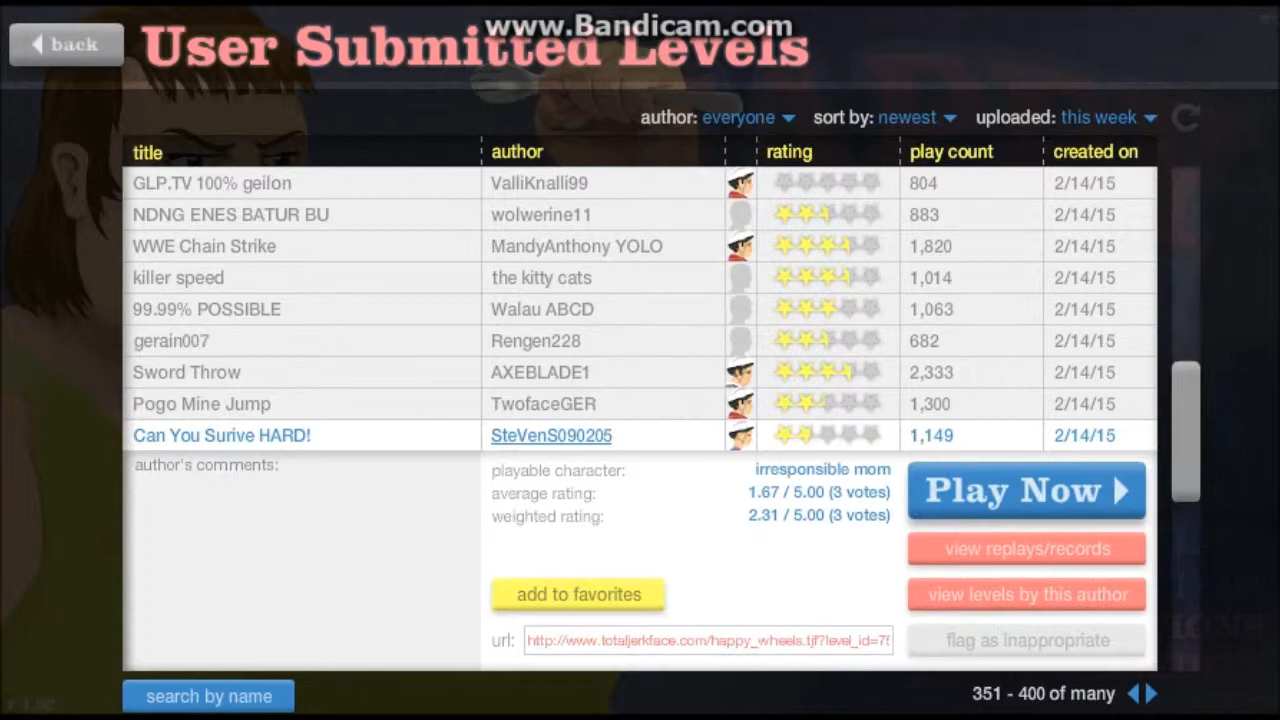 www.Bandicam.com
back
User Submitted Levels
author: everyone sort by: newest uploaded: this week
title author rating play count created on
GLP.TV 100% geilon ValliKnalli99 804 2/14/15
NDNG ENES BATUR BU wolwerine11 883 2/14/15
WWE Chain Strike MandyAnthony YOLO 1,820 2/14/15
killer speed the kitty cats 1,014 2/14/15
99.99% POSSIBLE Walau ABCD 1,063 2/14/15
gerain007 Rengen228 682 2/14/15
Sword Throw AXEBLADE1 2,333 2/14/15
Pogo Mine Jump TwofaceGER 1,300 2/14/15
Can You Surive HARD! SteVenS090205 1,149 2/14/15
author's comments:
playable character: irresponsible mom
average rating: 1.67 / 5.00 (3 votes)
weighted rating: 2.31 / 5.00 (3 votes)
Play Now
view replays/records
add to favorites
view levels by this author
url: http://www.totaljerkface.com/happy_wheels.tjf?level_id=7
flag as inappropriate
search by name
351 - 400 of many